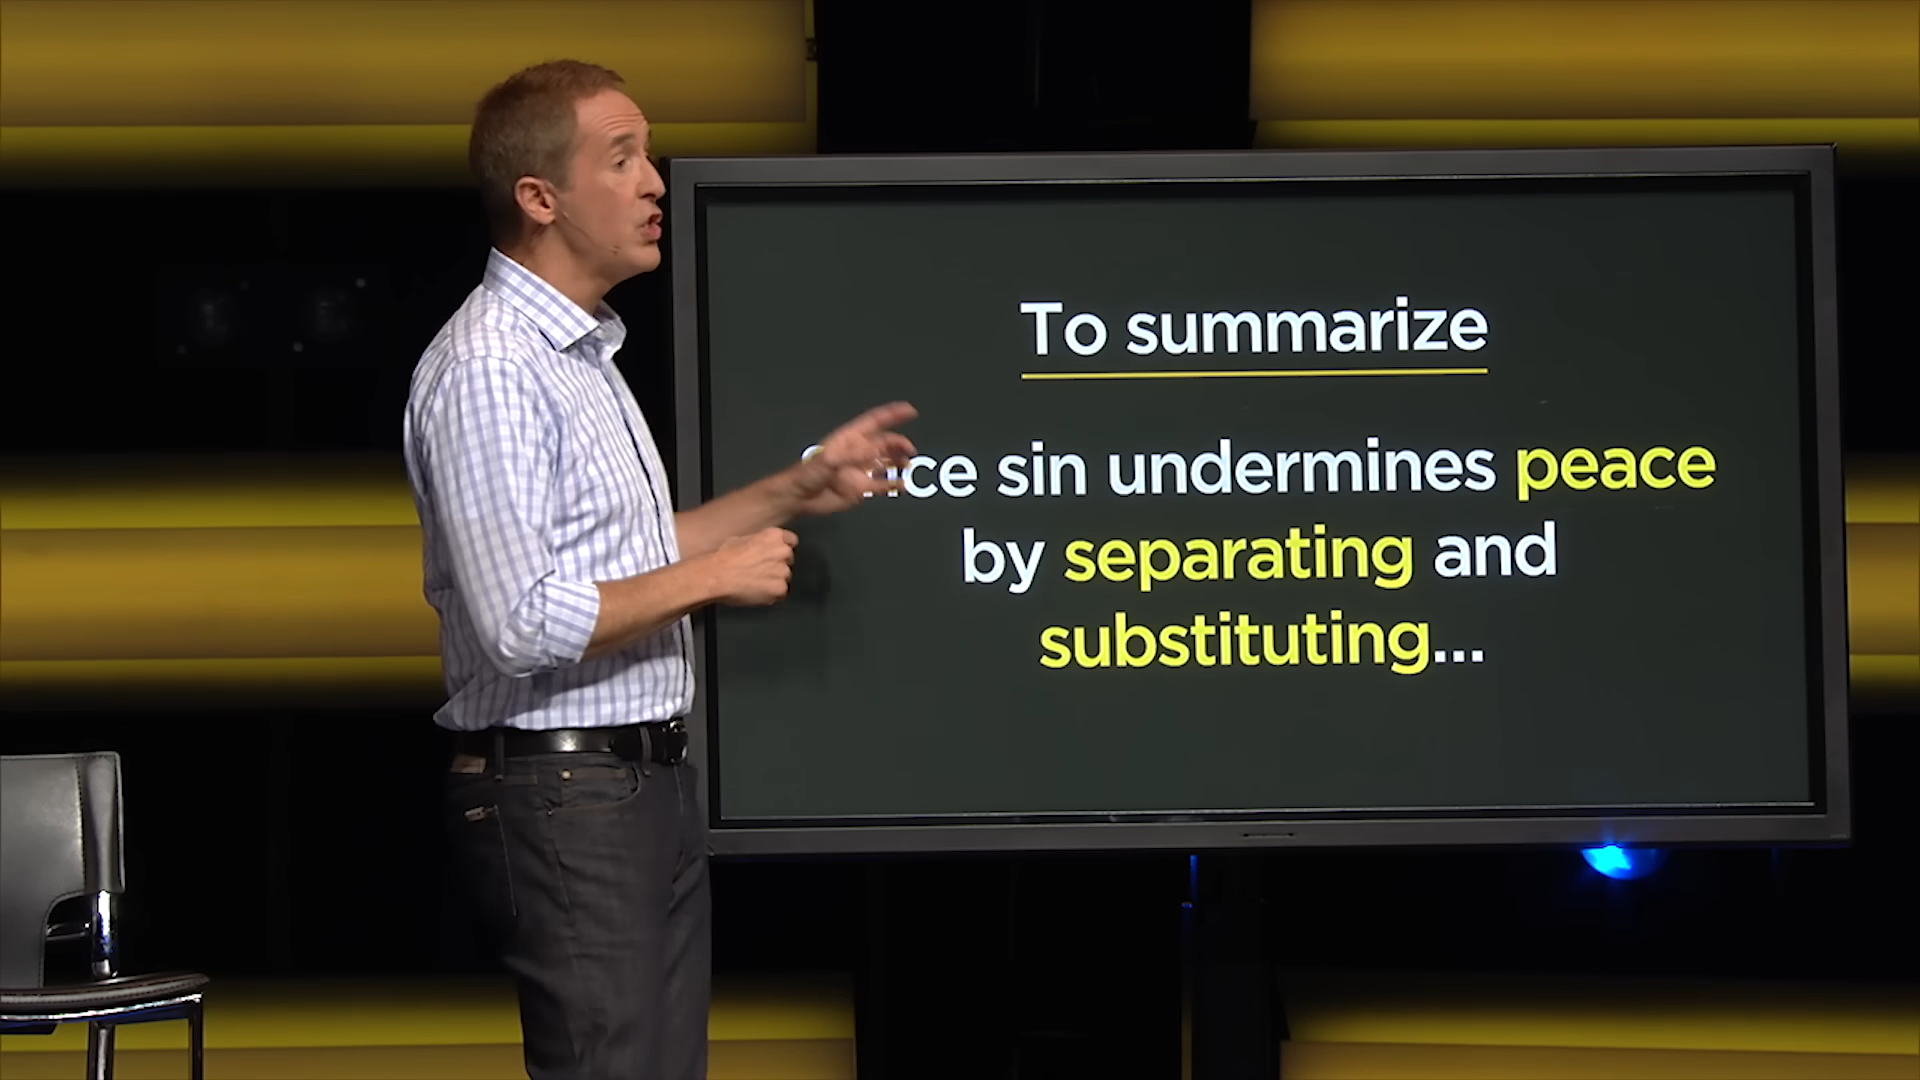 To summarize
sin undermines peace
by separating and
substituting...